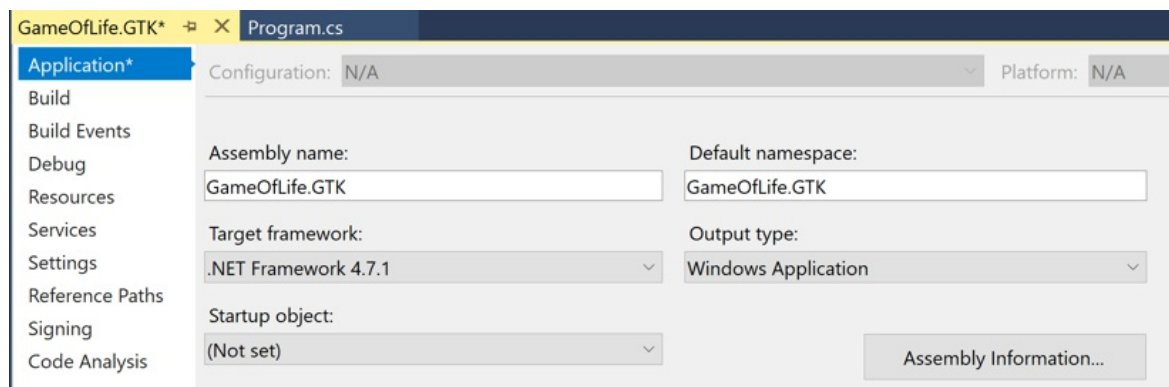 GameOfLife.GTK* Program.cs
Application*
Build
Build Events
Debug
Resources
Services
Settings
Reference Paths
Signing
Code Analysis
Configuration: N/A Platform: N/A
Assembly name: Default namespace:
GameOfLife.GTK GameOfLife.GTK
Target framework: Output type:
.NET Framework 4.7.1 Windows Application
Startup object:
(Not set) Assembly Information...